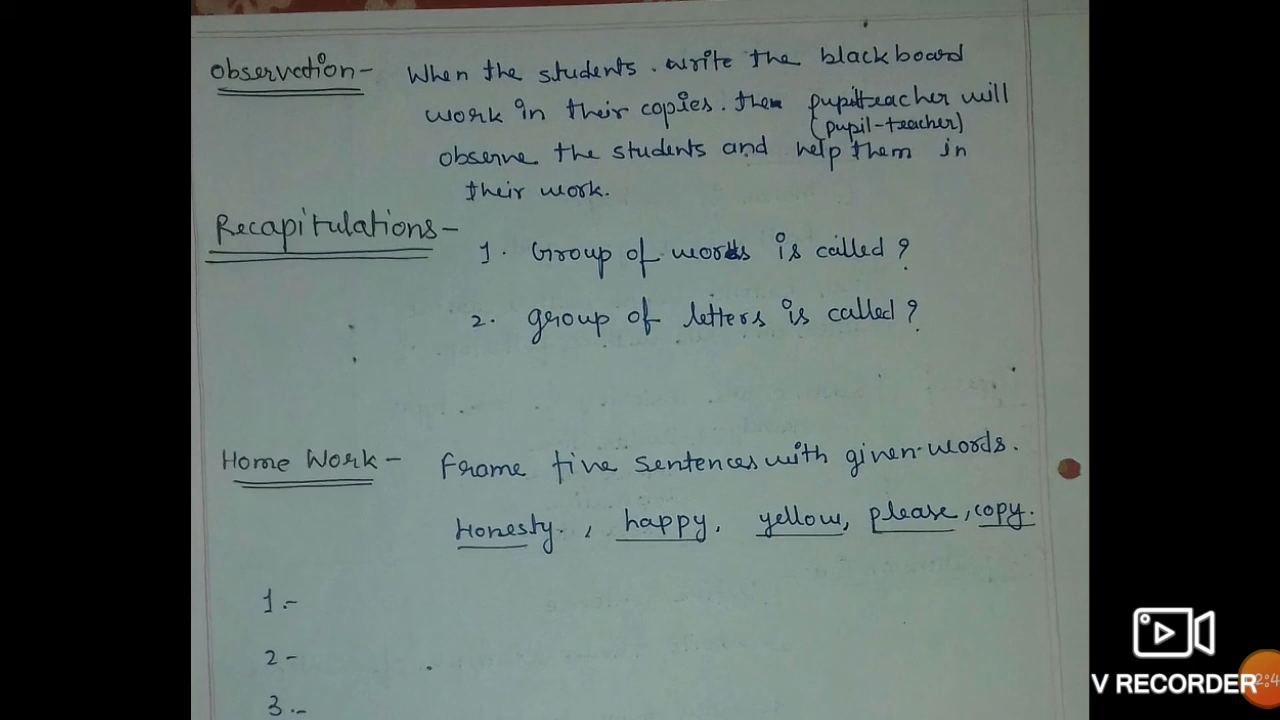 Observation- When the students. write the blackboard
work in their copies. then pupilteacher will
(pupil-teacher)
observe the students and help them in
their work.
Recapitulations-
1. Group of words is called ?
2. group of letters is called ?
Home Work- Frame five sentences with given words.
Honesty. , happy, yellow, please, copy.
1.-
2-
3.-
V RECORDER
2:4